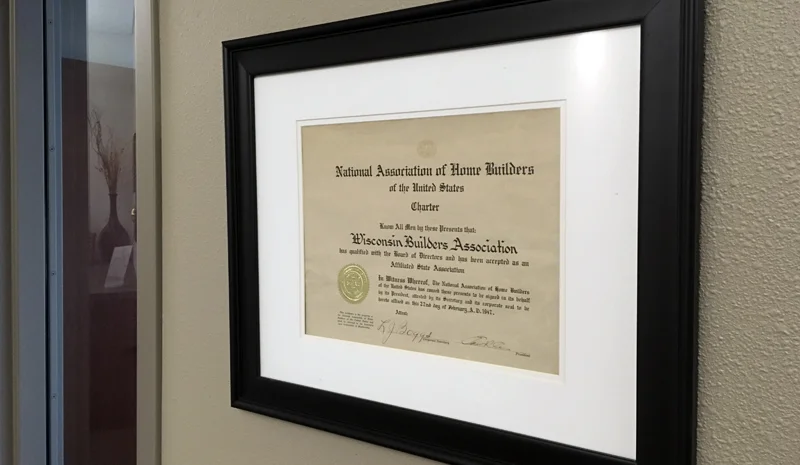 National Association of Home Builders
of the United States
Charter
Know All Men by these Presents that:
Wisconsin Builders Association
has qualified with the Board of Directors and has been accepted as an
Affiliated State Association
In Witness Whereof, The National Association of Home Builders
of the United States has caused these presents to be signed on its behalf
by its President, attested by the Secretary and its corporate seal to be
hereto affixed on this 22nd day of February, A. D. 1947.
Attest: